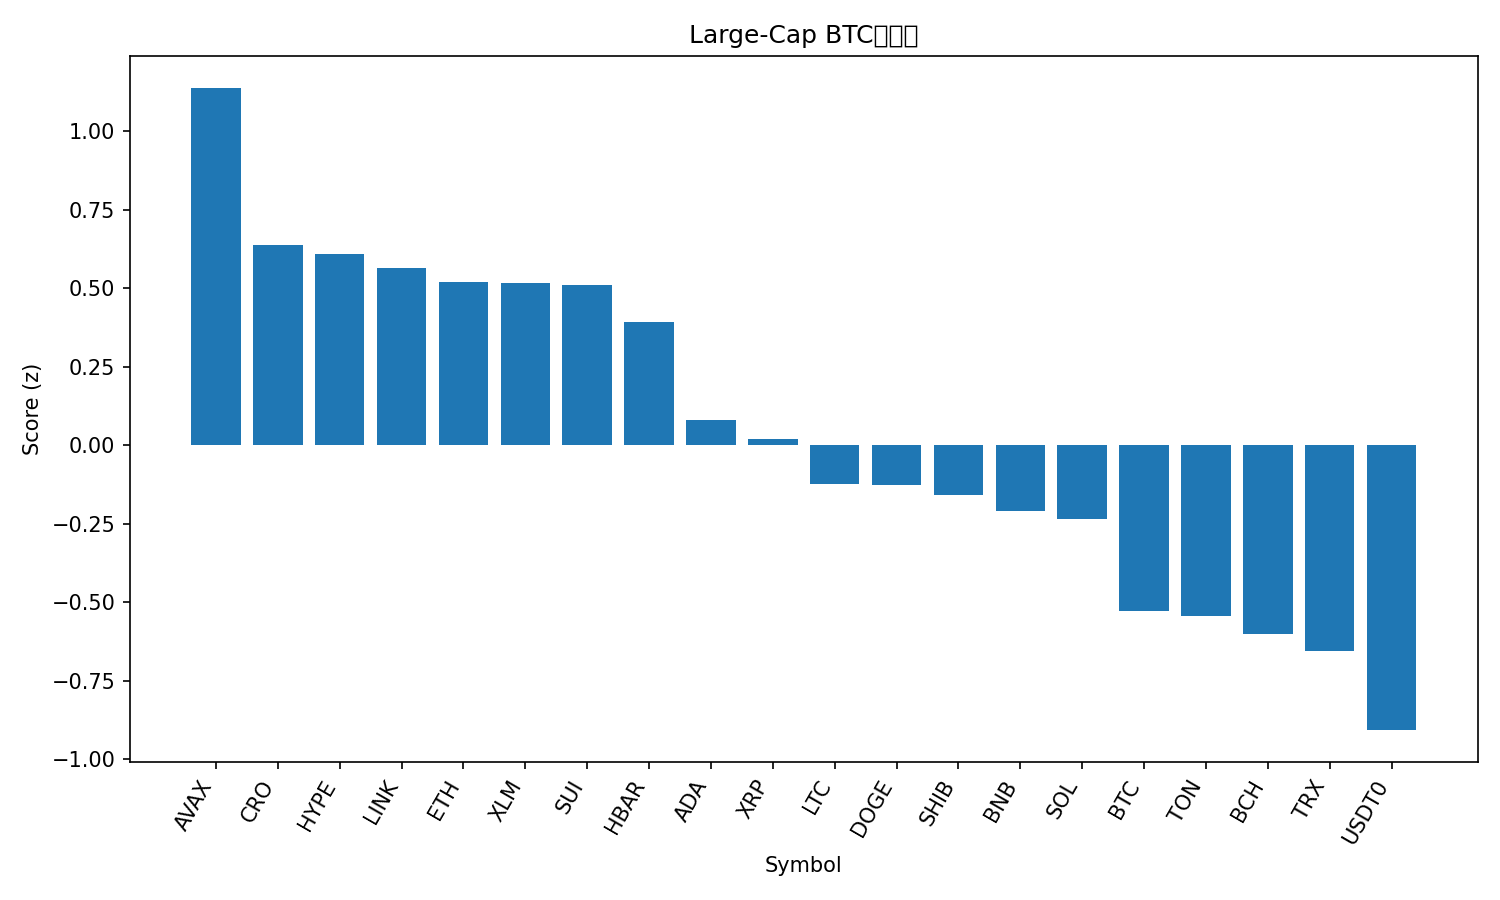 Large-Cap BTC
1.00
0.75
0.50
0.25
0.00
−0.25
−0.50
−0.75
−1.00
Score (z)
AVAX
CRO
HYPE
LINK
ETH
XLM
SUI
HBAR
ADA
XRP
LTC
DOGE
SHIB
BNB
SOL
BTC
TON
BCH
TRX
USDT0
Symbol